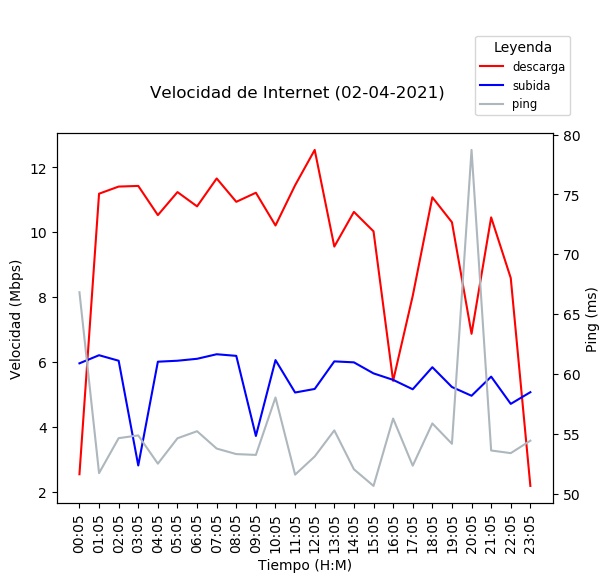 Leyenda
descarga
subida
ping
Velocidad de Internet (02-04-2021)
Velocidad (Mbps)
12
10
8
6
4
2
80
75
70
65
60
55
50
Ping (ms)
00:05 01:05 02:05 03:05 04:05 05:05 06:05 07:05 08:05 09:05 10:05 11:05 12:05 13:05 14:05 15:05 16:05 17:05 18:05 19:05 20:05 21:05 22:05 23:05
Tiempo (H:M)